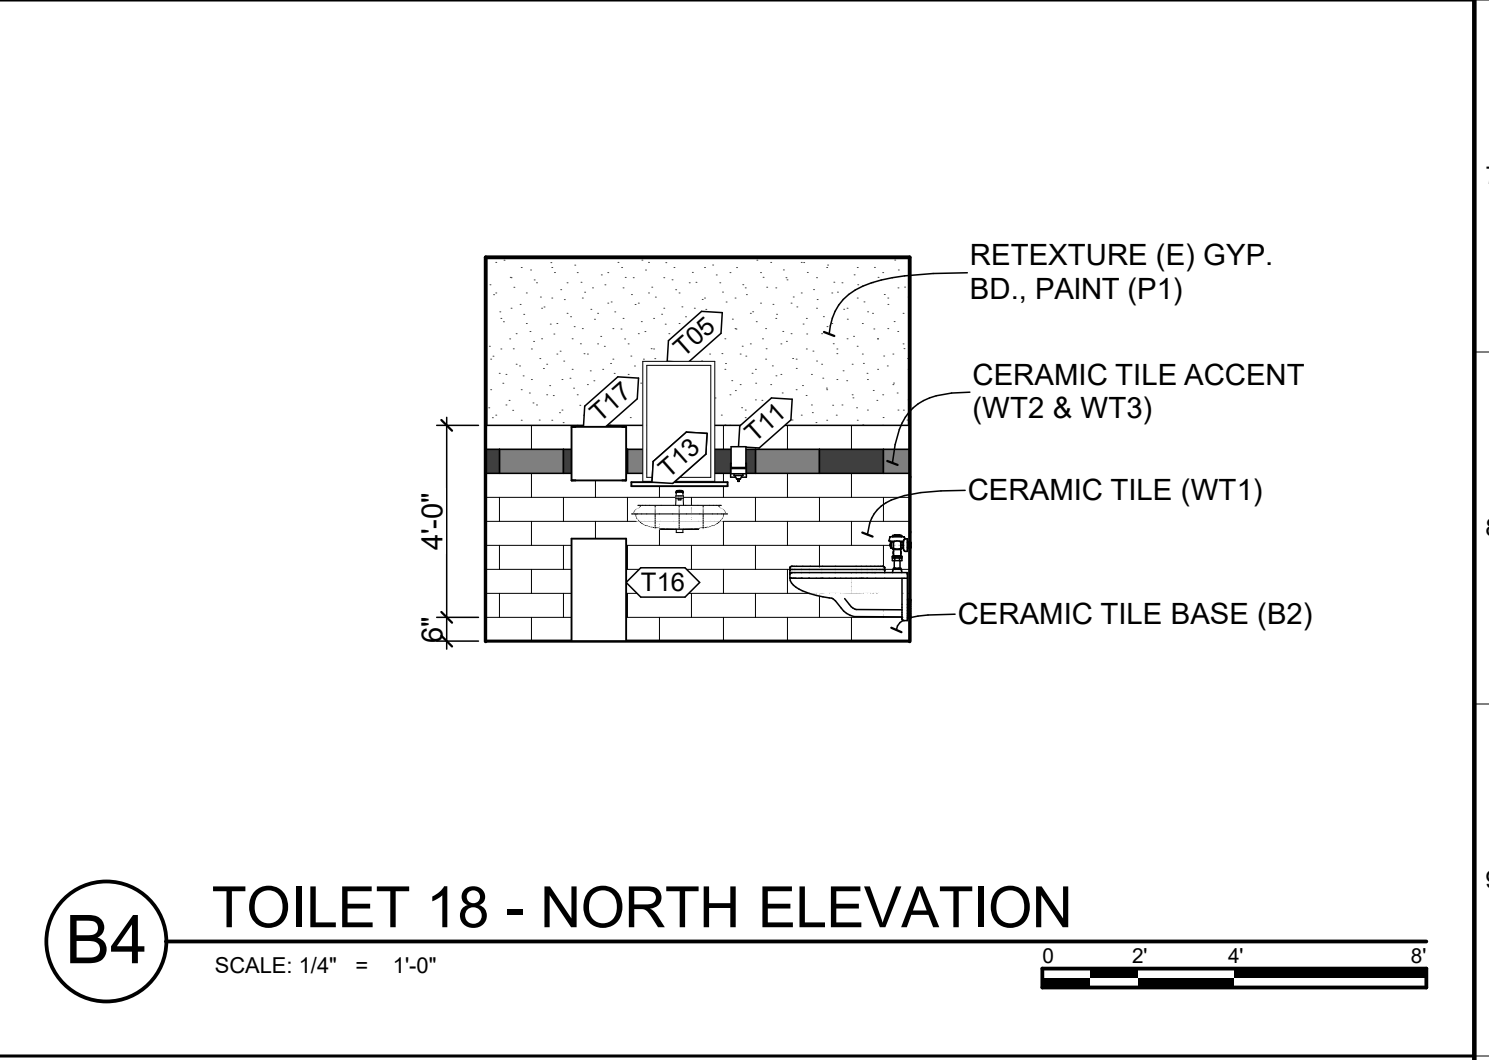 RETEXTURE (E) GYP.
BD., PAINT (P1)
T05
CERAMIC TILE ACCENT
(WT2 & WT3)
T17
T11
T13
CERAMIC TILE (WT1)
4'-0"
T16
6"
CERAMIC TILE BASE (B2)
B4
TOILET 18 - NORTH ELEVATION
SCALE: 1/4" = 1'-0"
0 2' 4' 8'